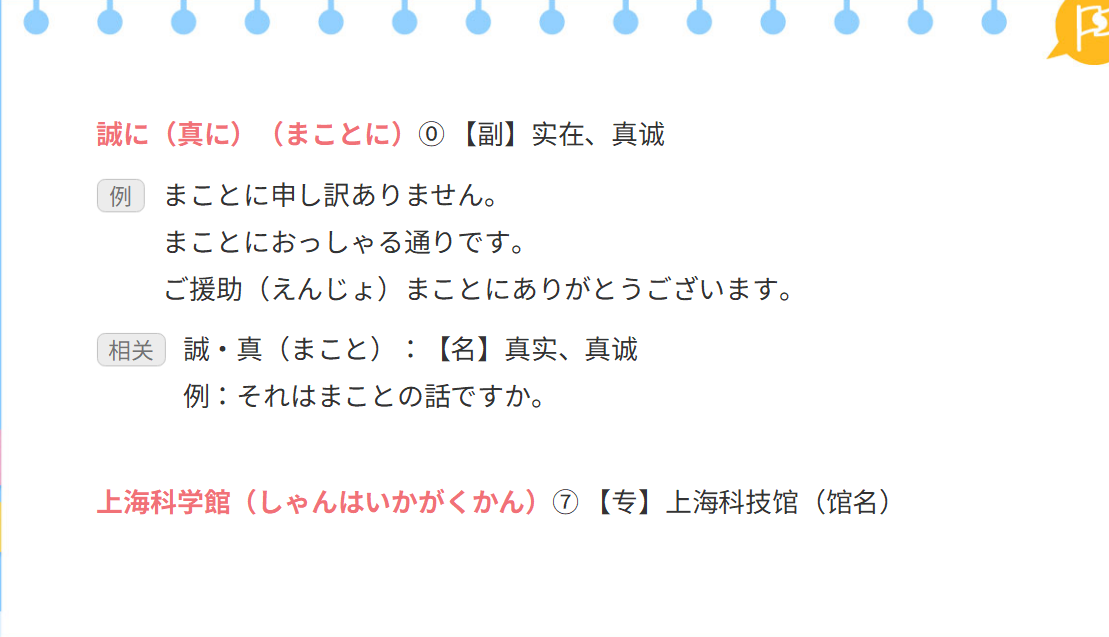 誠に（真に）（まことに）⓪【副】实在、真诚
例 まことに申し訳ありません。
まことにおっしゃる通りです。
ご援助（えんじょ）まことにありがとうございます。
相关 誠・真（まこと）：【名】真实、真诚
例：それはまことの話ですか。
上海科学館（しゃんはいかがくかん）⑦【专】上海科技馆（馆名）